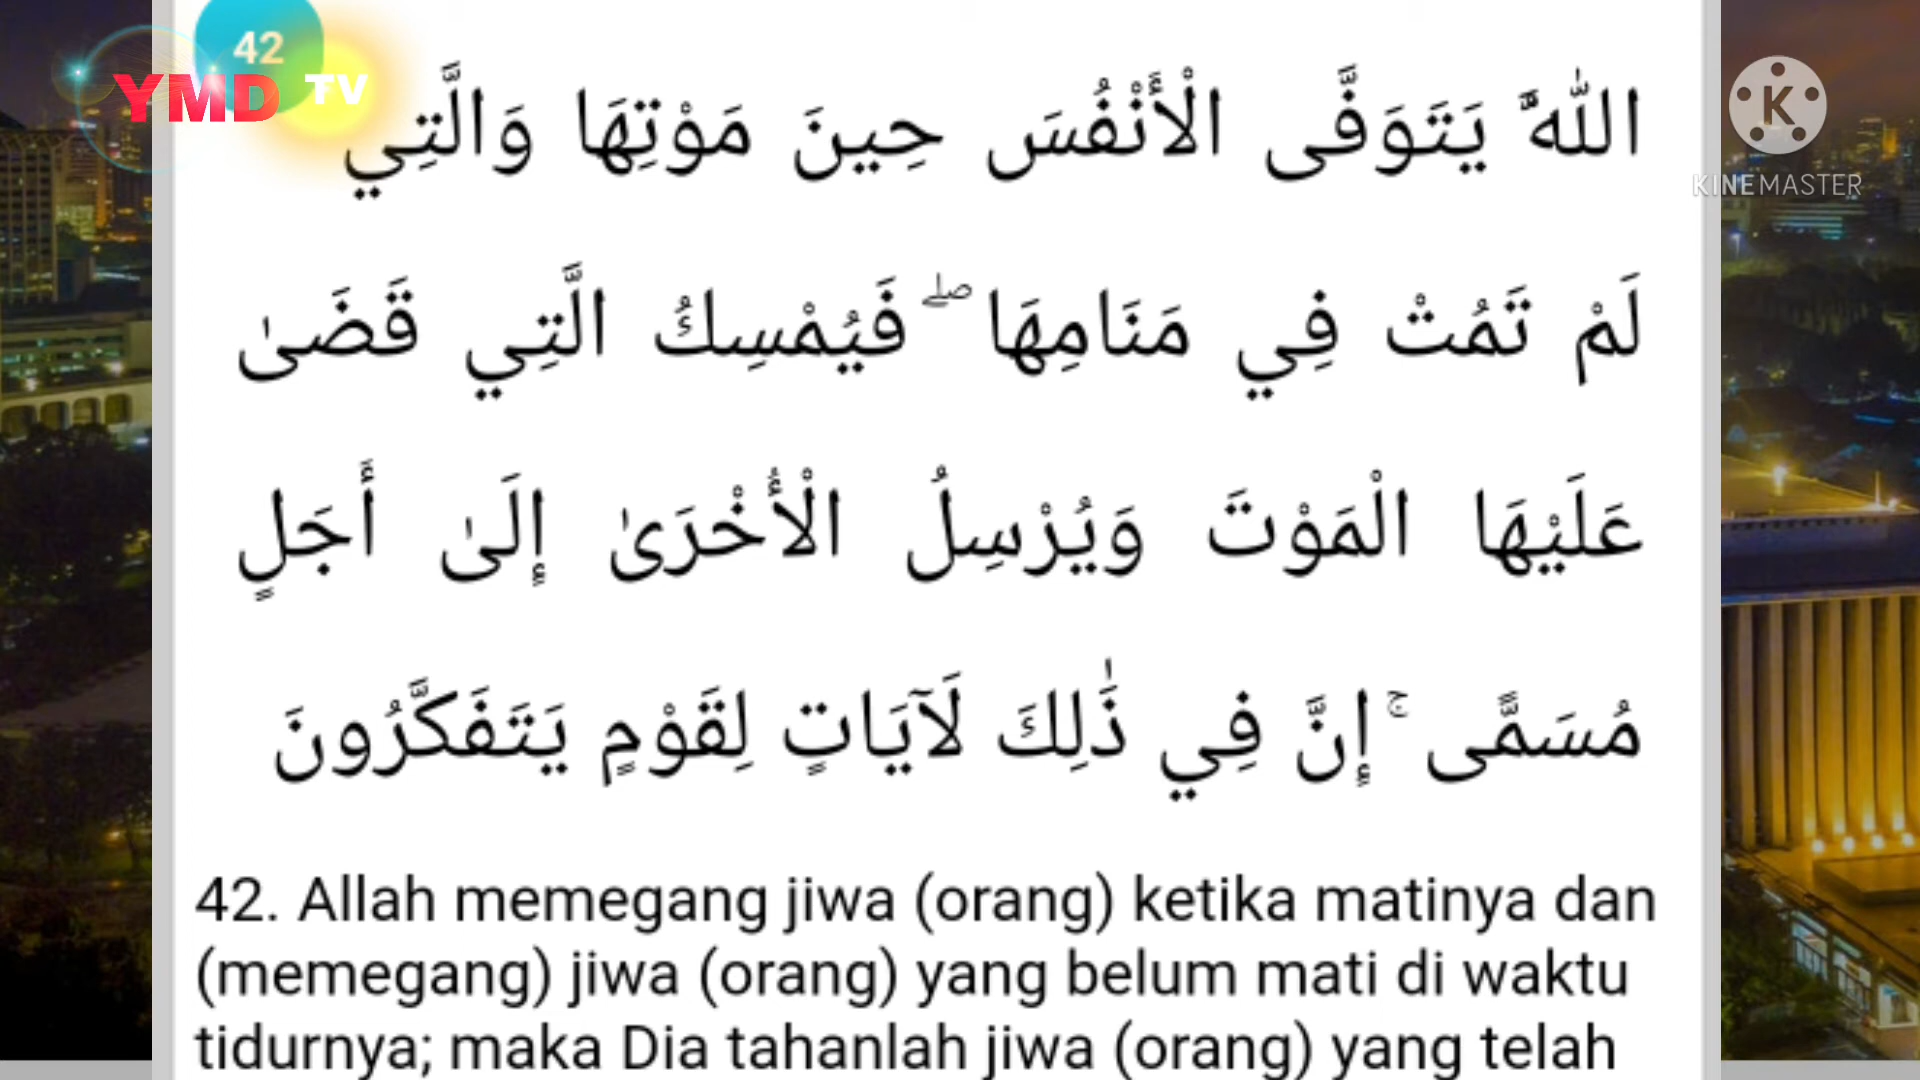 42
YMD TV
اللَّهُ يَتَوَفَّى الْأَنْفُسَ حِينَ مَوْتِهَا وَالَّتِي
لَمْ تَمُتْ فِي مَنَامِهَا ۖ فَيُمْسِكُ الَّتِي قَضَىٰ
عَلَيْهَا الْمَوْتَ وَيُرْسِلُ الْأُخْرَىٰ إِلَىٰ أَجَلٍ
مُسَمًّى ۚ إِنَّ فِي ذَٰلِكَ لَآيَاتٍ لِقَوْمٍ يَتَفَكَّرُونَ
42. Allah memegang jiwa (orang) ketika matinya dan
(memegang) jiwa (orang) yang belum mati di waktu
tidurnya; maka Dia tahanlah jiwa (orang) yang telah
K
KINEMASTER